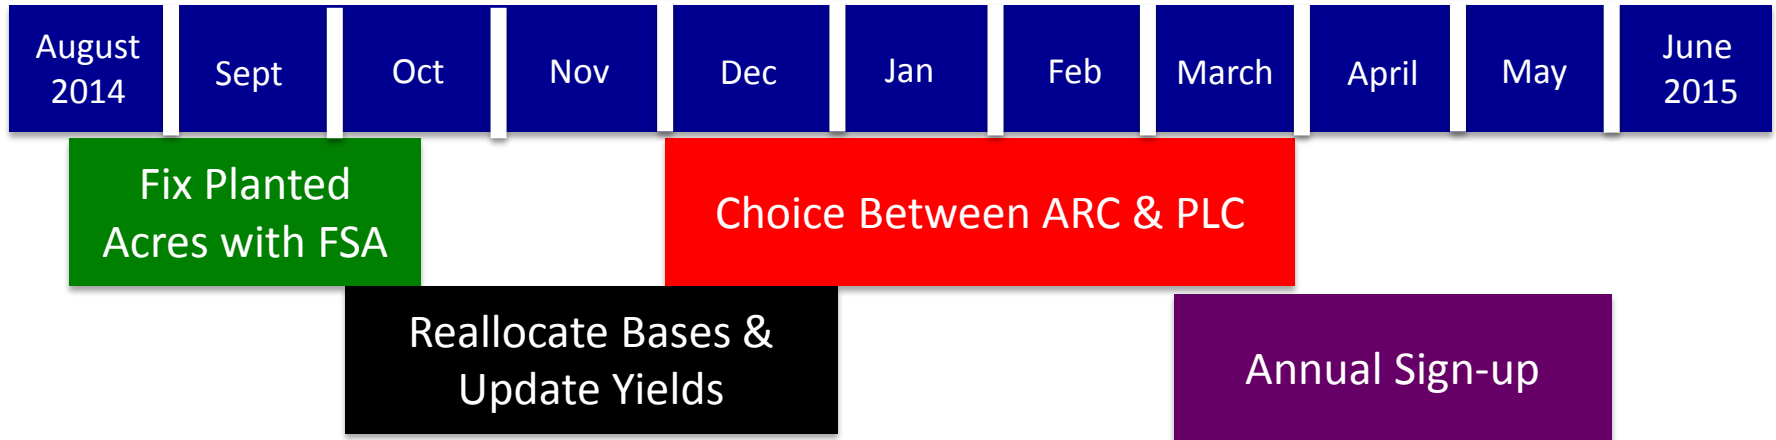 August
2014
Sept
Oct
Nov
Dec
Jan
Feb
March
April
May
June
2015
Fix Planted
Acres with FSA
Choice Between ARC & PLC
Reallocate Bases &
Update Yields
Annual Sign-up